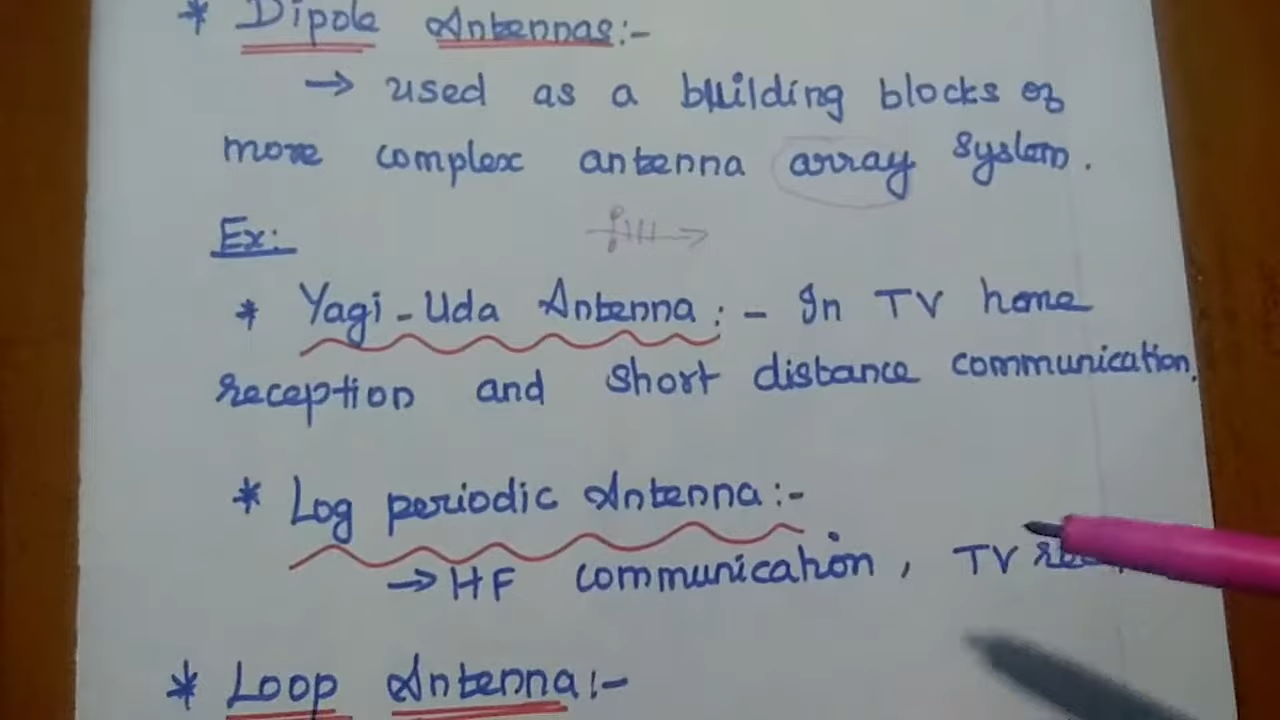 * Dipole Antennas:-
→ used as a building blocks of
more complex antenna array system.
Ex:
* Yagi-Uda Antenna:- In TV home
reception and short distance communication.
* Log periodic Antenna:-
→ HF communication, TV
* Loop Antenna:-